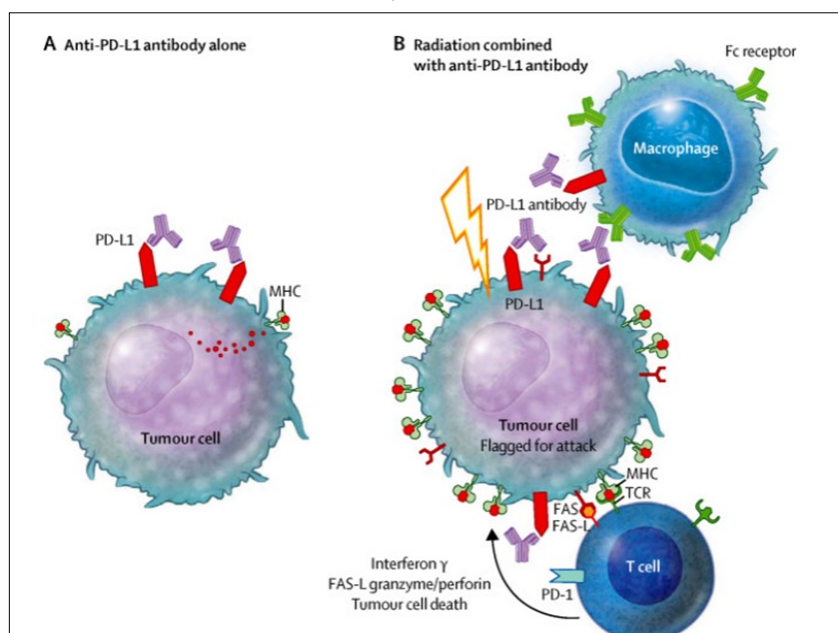 A Anti-PD-L1 antibody alone
PD-L1
MHC
Tumour cell
B Radiation combined
with anti-PD-L1 antibody
Fc receptor
Macrophage
PD-L1 antibody
PD-L1
Tumour cell
Flagged for attack
MHC
TCR
FAS
FAS-L
T cell
PD-1
Interferon γ
FAS-L granzyme/perforin
Tumour cell death